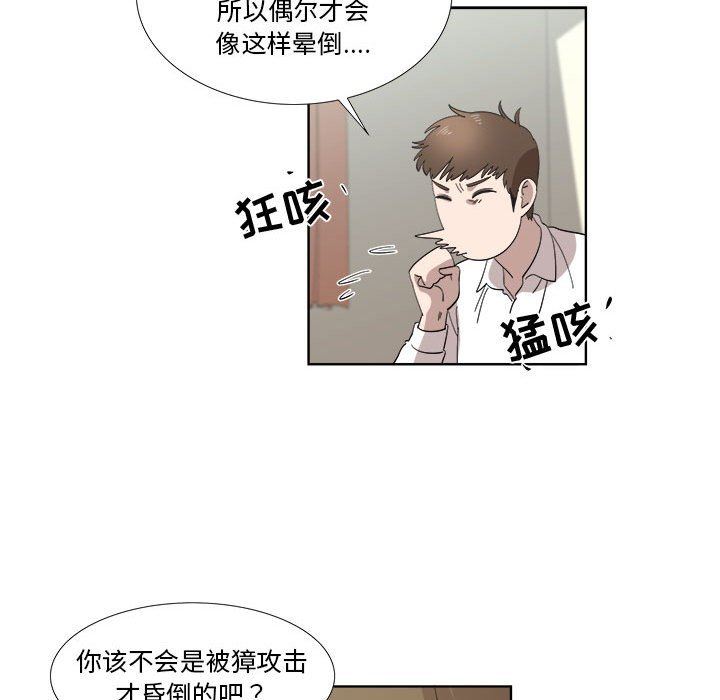 所以偶尔才会
像这样晕倒....
狂咳
猛咳
你该不会是被獐攻击
才昏倒的吧？